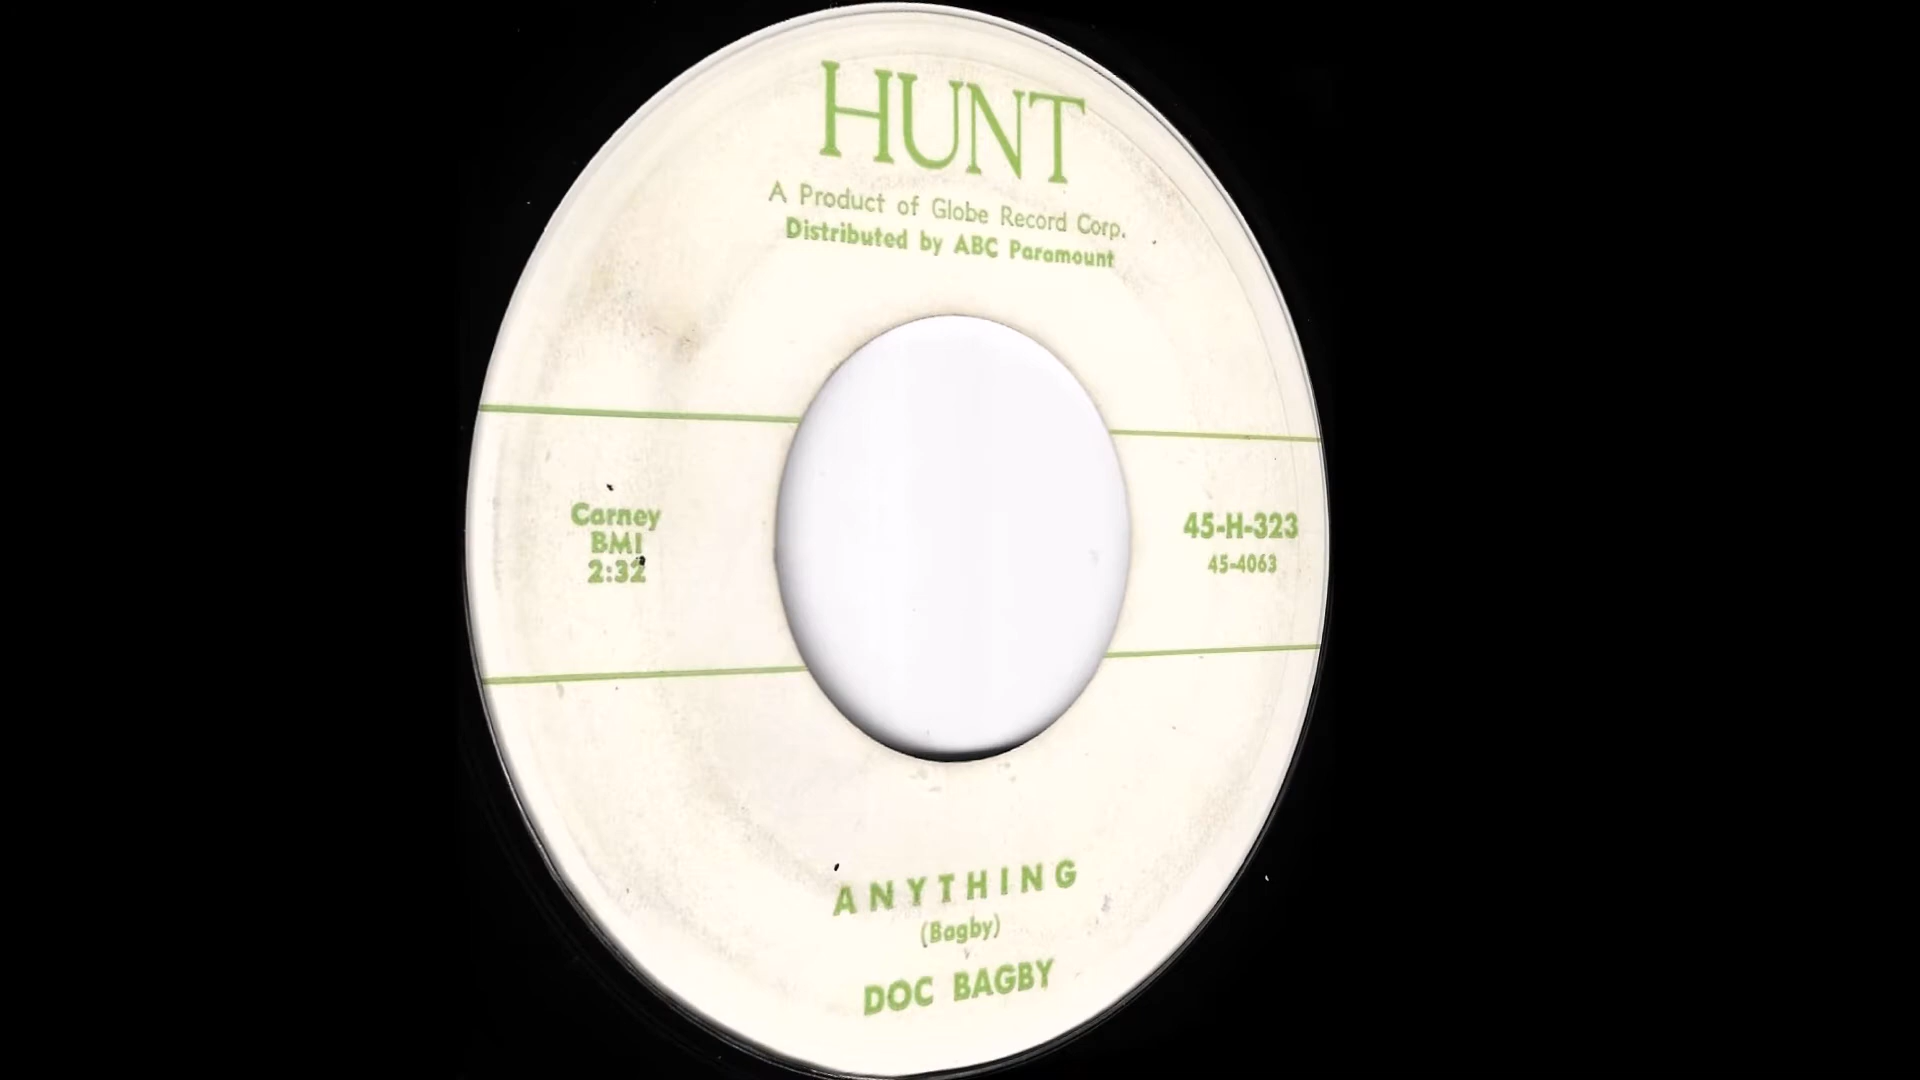 HUNT
A Product of Globe Record Corp.
Distributed by ABC Paramount
Carney
BMI
2:32
45-H-323
45-4063
ANYTHING
(Bagby)
DOC BAGBY